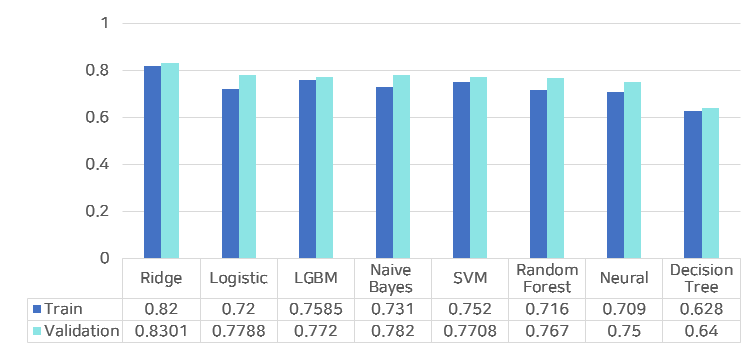 1
0.8
0.6
0.4
0.2
0
Ridge Logistic LGBM Naive Bayes SVM Random Forest Neural Decision Tree
Train 0.82 0.72 0.7585 0.731 0.752 0.716 0.709 0.628
Validation 0.8301 0.7788 0.772 0.782 0.7708 0.767 0.75 0.64